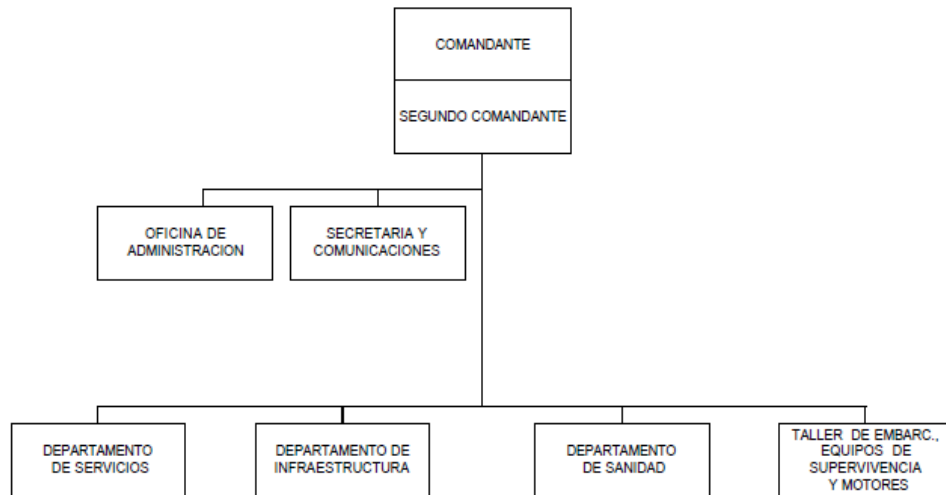 COMANDANTE
SEGUNDO COMANDANTE
OFICINA DE
ADMINISTRACION
SECRETARIA Y
COMUNICACIONES
DEPARTAMENTO
DE SERVICIOS
DEPARTAMENTO DE
INFRAESTRUCTURA
DEPARTAMENTO
DE SANIDAD
TALLER DE EMBARC.,
EQUIPOS DE
SUPERVIVENCIA
Y MOTORES